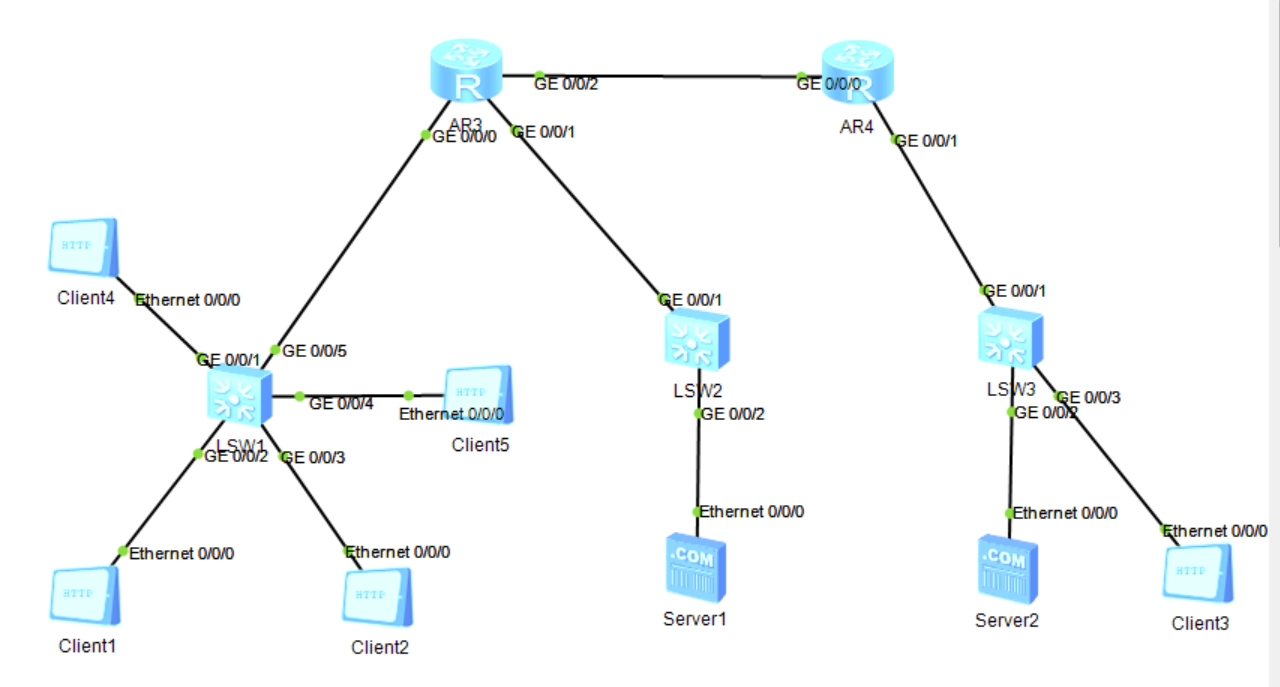 R
R
GE 0/0/2
GE 0/0/0
AR3
GE 0/0/0
GE 0/0/1
AR4
GE 0/0/1
HTTP
Client4
Ethernet 0/0/0
GE 0/0/1
GE 0/0/1
GE 0/0/5
GE 0/0/1
HTTP
GE 0/0/4
Ethernet 0/0/0
LSW1
Client5
LSW2
GE 0/0/2
LSW3
GE 0/0/3
GE 0/0/2
GE 0/0/2
GE 0/0/3
Ethernet 0/0/0
Ethernet 0/0/0
Ethernet 0/0/0
Ethernet 0/0/0
Ethernet 0/0/0
HTTP
HTTP
.COM
.COM
HTTP
Client1
Client2
Server1
Server2
Client3